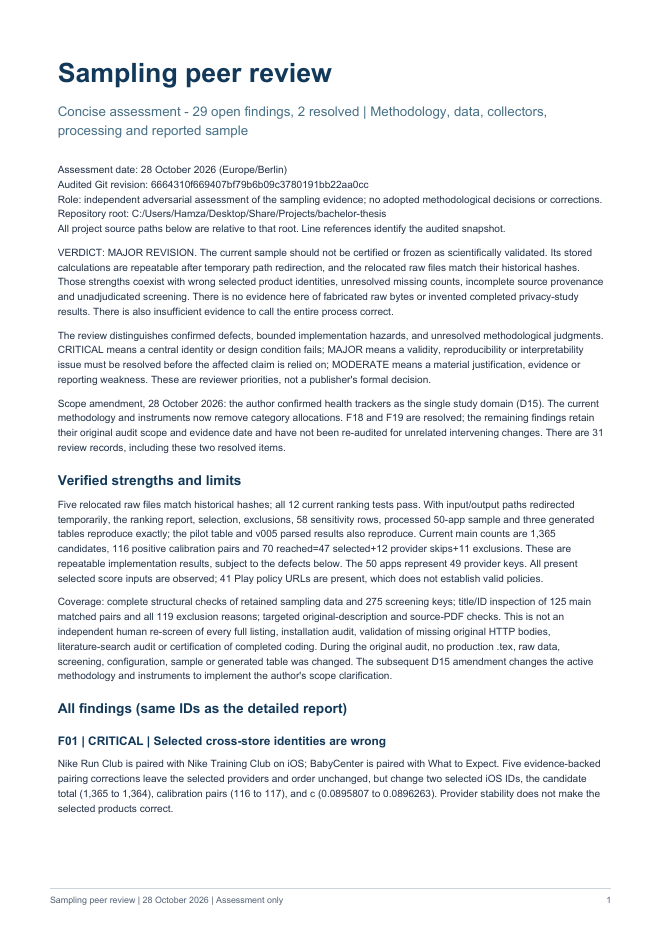 Sampling peer review
Concise assessment - 29 open findings, 2 resolved | Methodology, data, collectors,
processing and reported sample
Assessment date: 28 October 2026 (Europe/Berlin)
Audited Git revision: 6664310f669407bf79b6b09c3780191bb22aa0cc
Role: independent adversarial assessment of the sampling evidence; no adopted methodological decisions or corrections.
Repository root: C:/Users/Hamza/Desktop/Share/Projects/bachelor-thesis
All project source paths below are relative to that root. Line references identify the audited snapshot.
VERDICT: MAJOR REVISION. The current sample should not be certified or frozen as scientifically validated. Its stored
calculations are repeatable after temporary path redirection, and the relocated raw files match their historical hashes.
Those strengths coexist with wrong selected product identities, unresolved missing counts, incomplete source provenance
and unadjudicated screening. There is no evidence here of fabricated raw bytes or invented completed privacy-study
results. There is also insufficient evidence to call the entire process correct.
The review distinguishes confirmed defects, bounded implementation hazards, and unresolved methodological judgments.
CRITICAL means a central identity or design condition fails; MAJOR means a validity, reproducibility or interpretability
issue must be resolved before the affected claim is relied on; MODERATE means a material justification, evidence or
reporting weakness. These are reviewer priorities, not a publisher's formal decision.
Scope amendment, 28 October 2026: the author confirmed health trackers as the single study domain (D15). The current
methodology and instruments now remove category allocations. F18 and F19 are resolved; the remaining findings retain
their original audit scope and evidence date and have not been re-audited for unrelated intervening changes. There are 31
review records, including these two resolved items.
Verified strengths and limits
Five relocated raw files match historical hashes; all 12 current ranking tests pass. With input/output paths redirected
temporarily, the ranking report, selection, exclusions, 58 sensitivity rows, processed 50-app sample and three generated
tables reproduce exactly; the pilot table and v005 parsed results also reproduce. Current main counts are 1,365
candidates, 116 positive calibration pairs and 70 reached=47 selected+12 provider skips+11 exclusions. These are
repeatable implementation results, subject to the defects below. The 50 apps represent 49 provider keys. All present
selected score inputs are observed; 41 Play policy URLs are present, which does not establish valid policies.
Coverage: complete structural checks of retained sampling data and 275 screening keys; title/ID inspection of 125 main
matched pairs and all 119 exclusion reasons; targeted original-description and source-PDF checks. This is not an
independent human re-screen of every full listing, installation audit, validation of missing original HTTP bodies,
literature-search audit or certification of completed coding. During the original audit, no production .tex, raw data,
screening, configuration, sample or generated table was changed. The subsequent D15 amendment changes the active
methodology and instruments to implement the author's scope clarification.
All findings (same IDs as the detailed report)
F01 | CRITICAL | Selected cross-store identities are wrong
Nike Run Club is paired with Nike Training Club on iOS; BabyCenter is paired with What to Expect. Five evidence-backed
pairing corrections leave the selected providers and order unchanged, but change two selected iOS IDs, the candidate
total (1,365 to 1,364), calibration pairs (116 to 117), and c (0.0895807 to 0.0896263). Provider stability does not make the
selected products correct.
Sampling peer review | 28 October 2026 | Assessment only
1